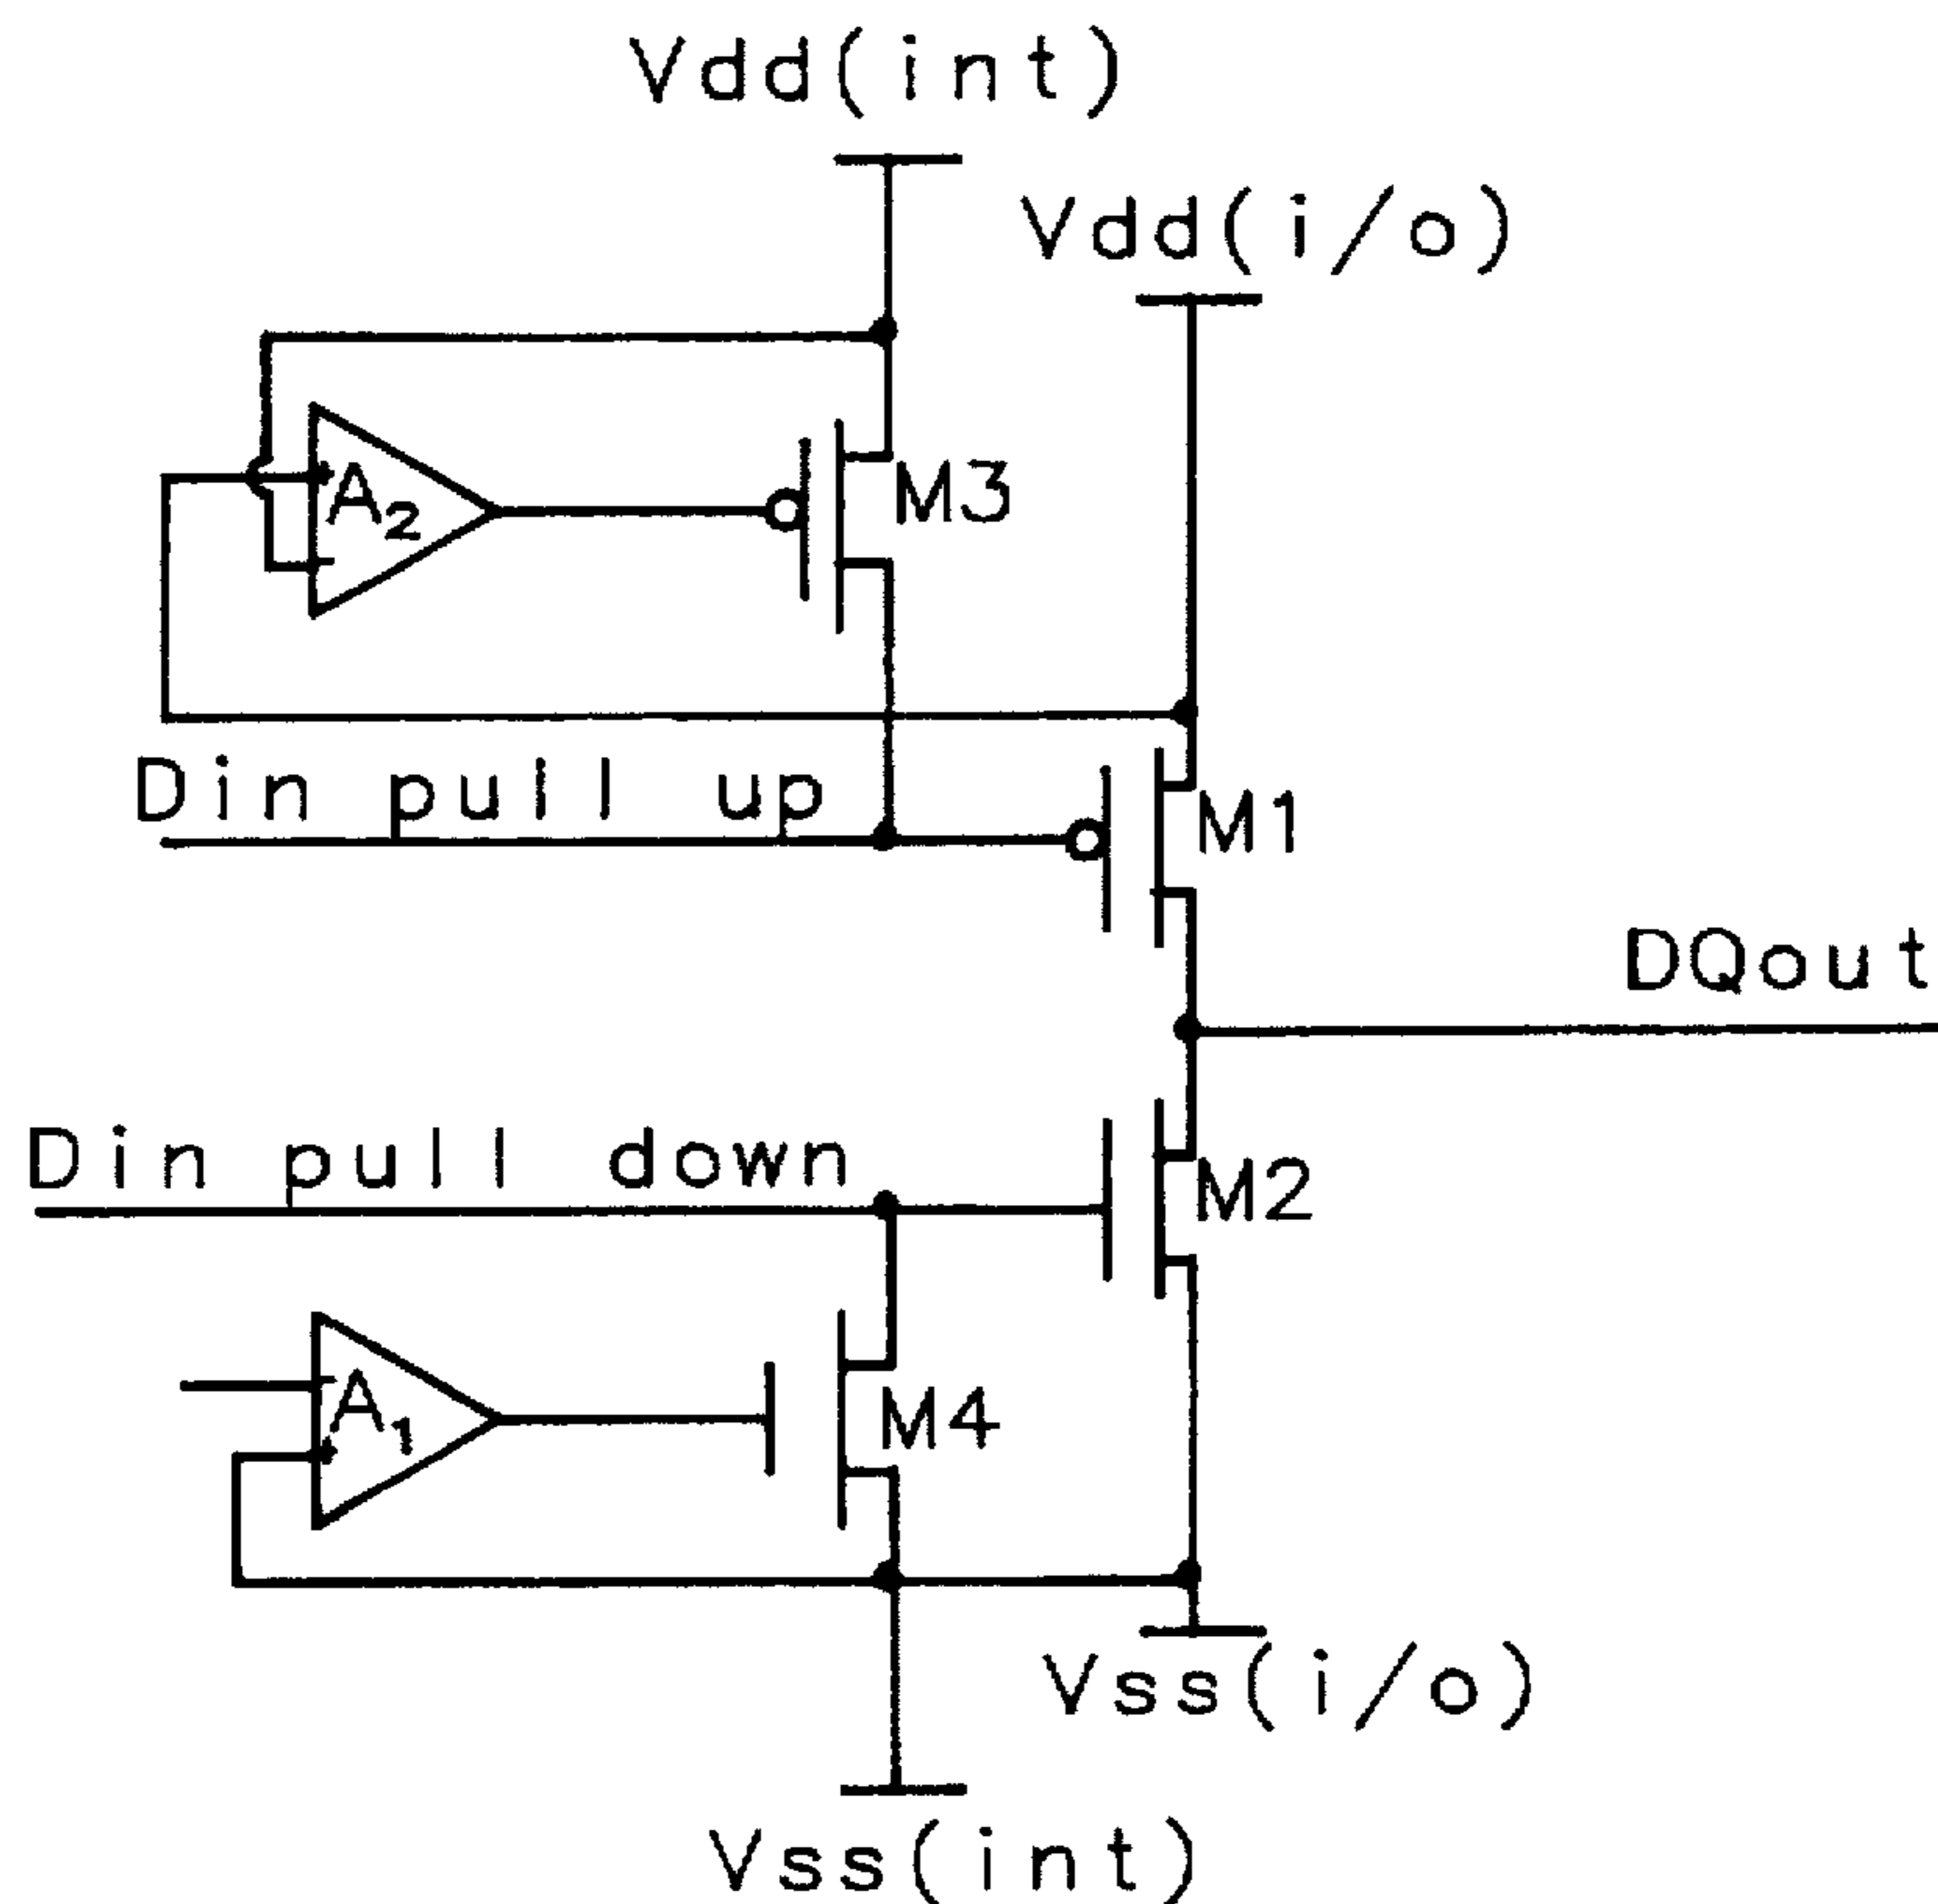 Vdd(int)
Vdd(i/o)
+
A2
-
M3
Din pull up
M1
DQout
Din pull down
M2
-
A1
+
M4
Vss(i/o)
Vss(int)